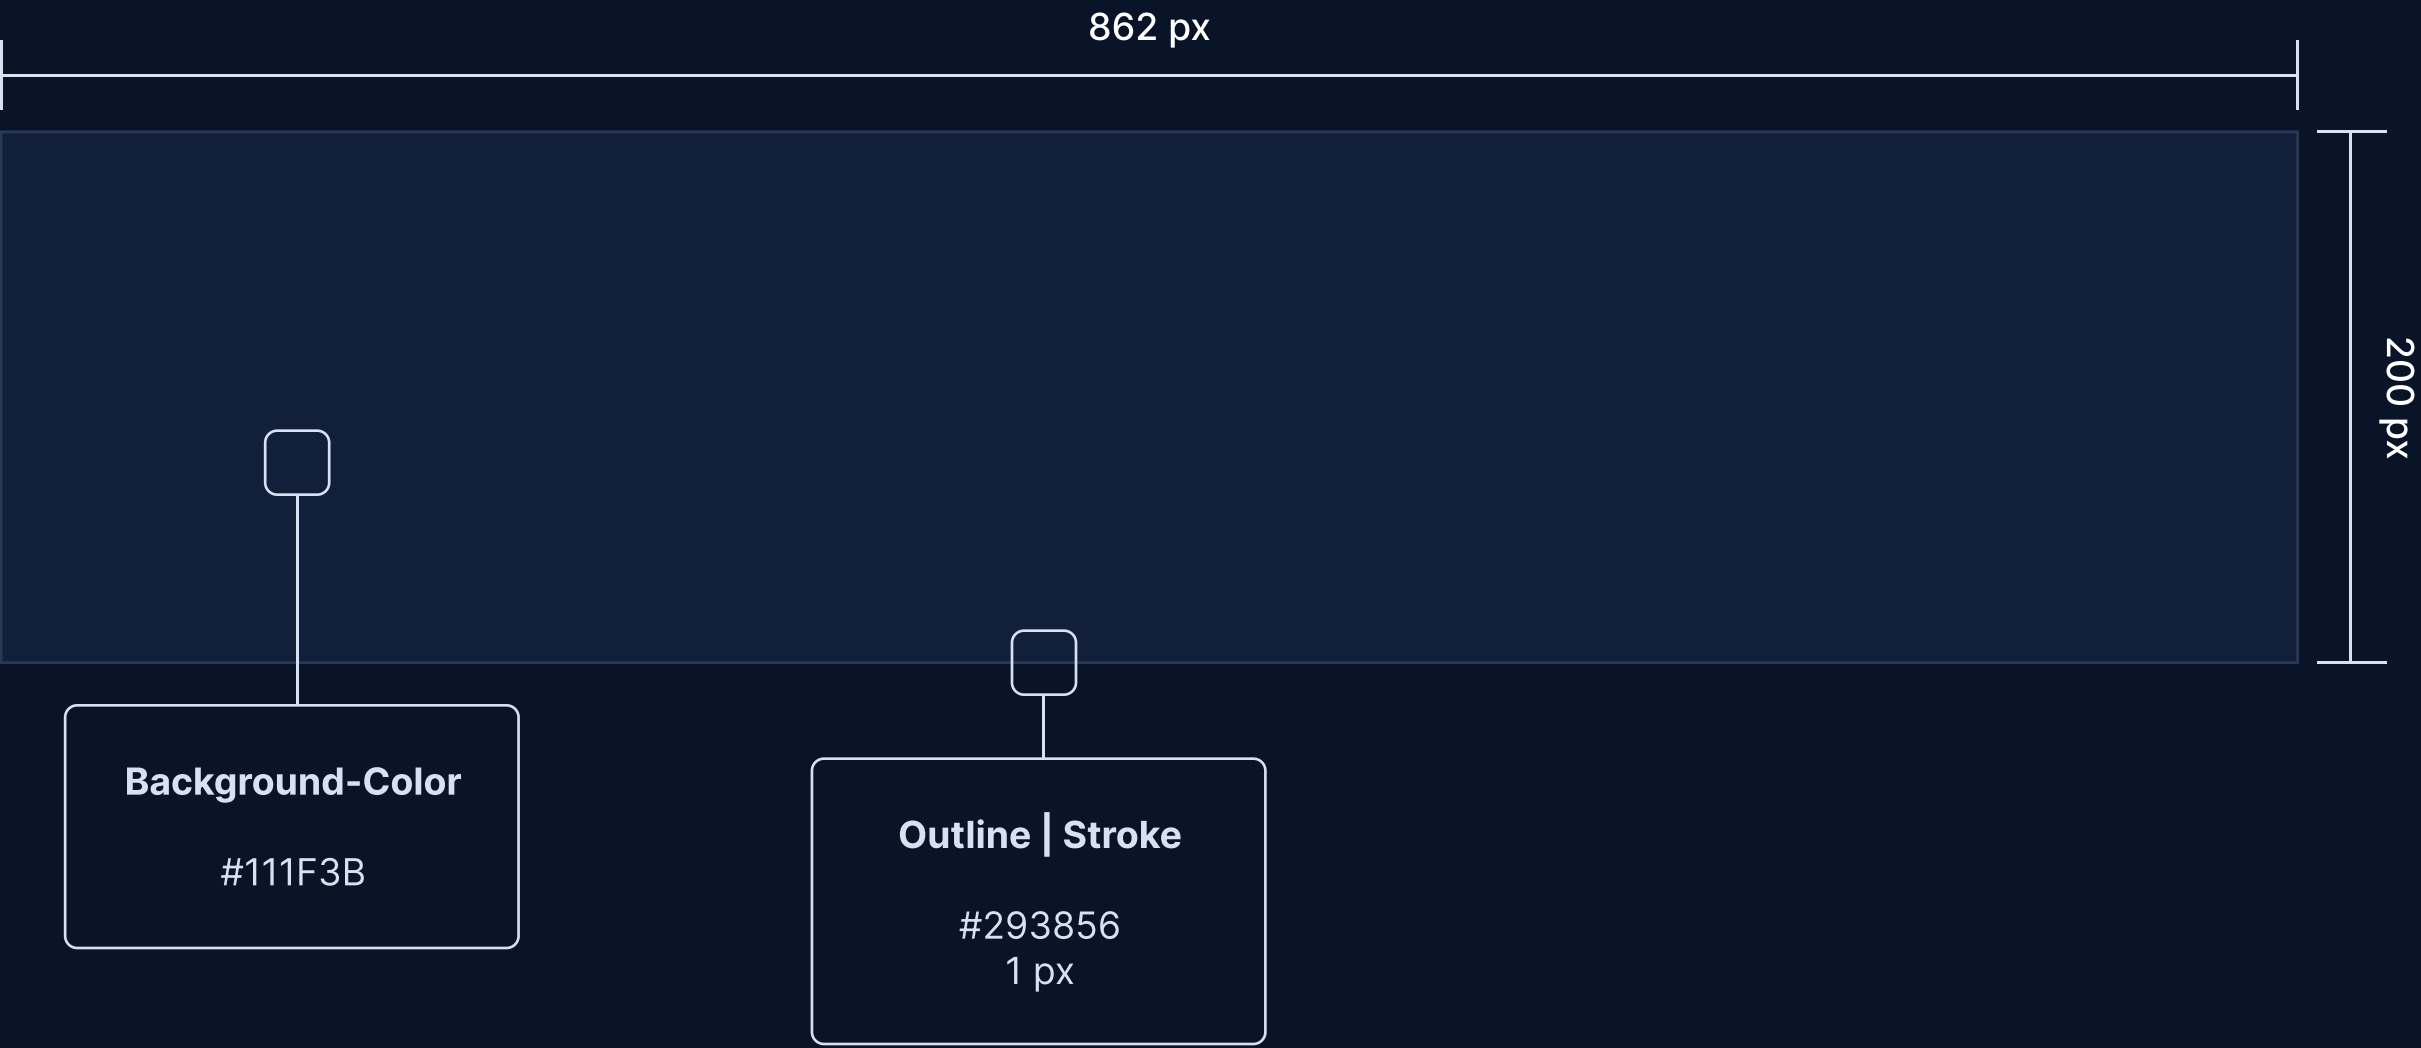 862 px
200 px
Background-Color
#111F3B
Outline | Stroke
#293856
1 px